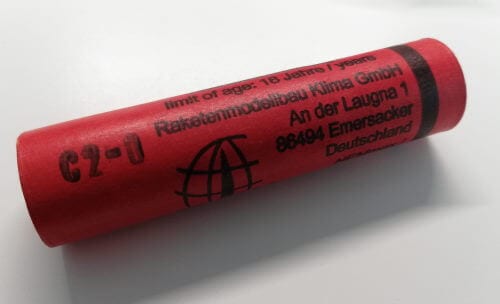 limit of age: 18 Jahre / years
Raketenmodellbau Klima GmbH
An der Laugna 1
86494 Emersacker
Deutschland
C2-0